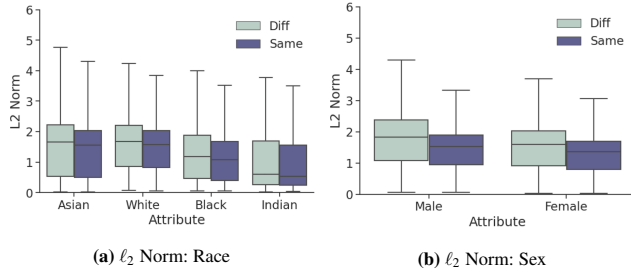 6
5
4
3
2
1
0
L2 Norm
Diff
Same
Asian White Black Indian
Attribute
(a) ℓ2 Norm: Race
6
5
4
3
2
1
0
L2 Norm
Diff
Same
Male Female
Attribute
(b) ℓ2 Norm: Sex